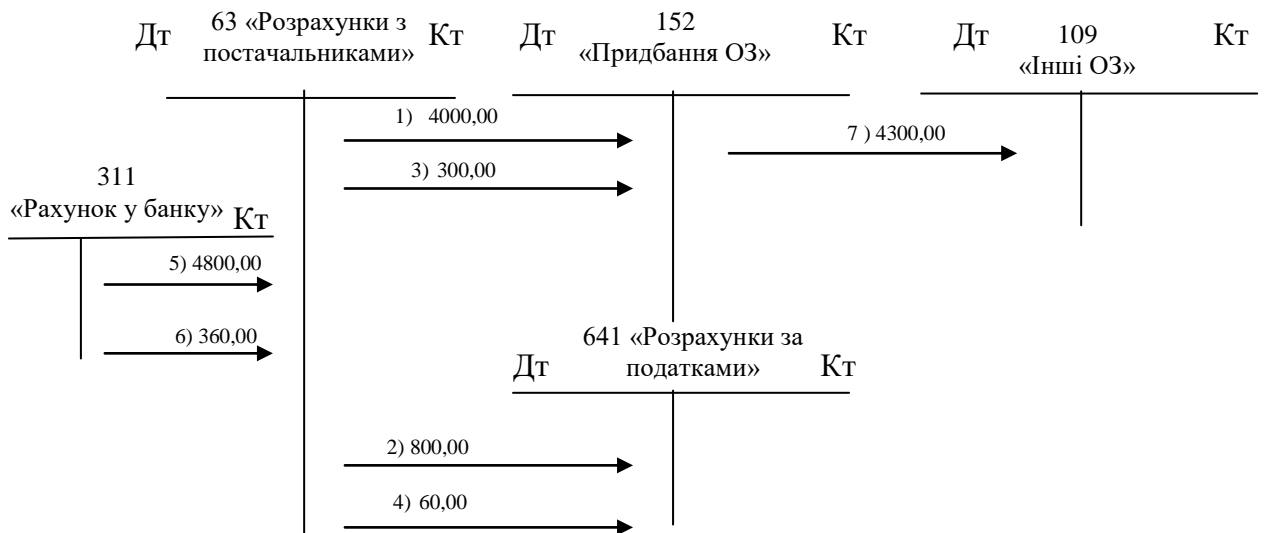 Дт 63 «Розрахунки з постачальниками» Кт
Дт 152 «Придбання ОЗ» Кт
Дт 109 «Інші ОЗ» Кт
1) 4000,00
7 ) 4300,00
3) 300,00
311
«Рахунок у банку» Кт
5) 4800,00
6) 360,00
Дт 641 «Розрахунки за податками» Кт
2) 800,00
4) 60,00